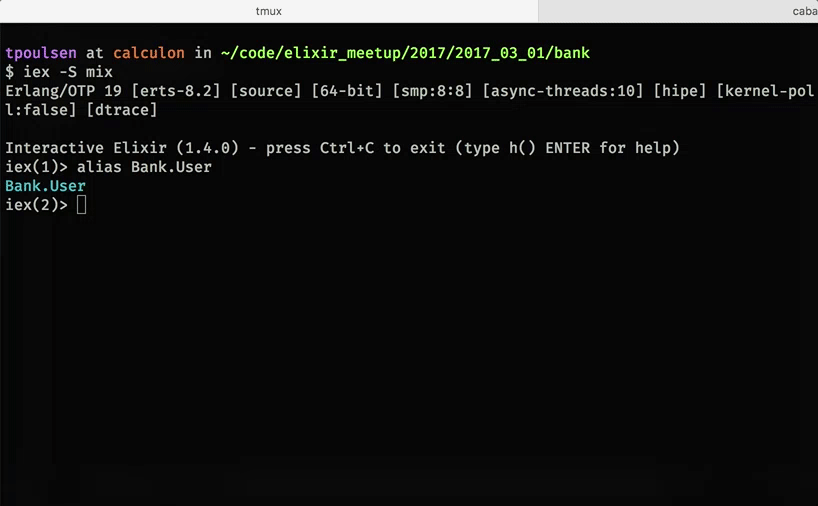 tmux
caba
tpoulsen at calculon in ~/code/elixir_meetup/2017/2017_03_01/bank
$ iex -S mix
Erlang/OTP 19 [erts-8.2] [source] [64-bit] [smp:8:8] [async-threads:10] [hipe] [kernel-pol
l:false] [dtrace]
Interactive Elixir (1.4.0) - press Ctrl+C to exit (type h() ENTER for help)
iex(1)> alias Bank.User
Bank.User
iex(2)>